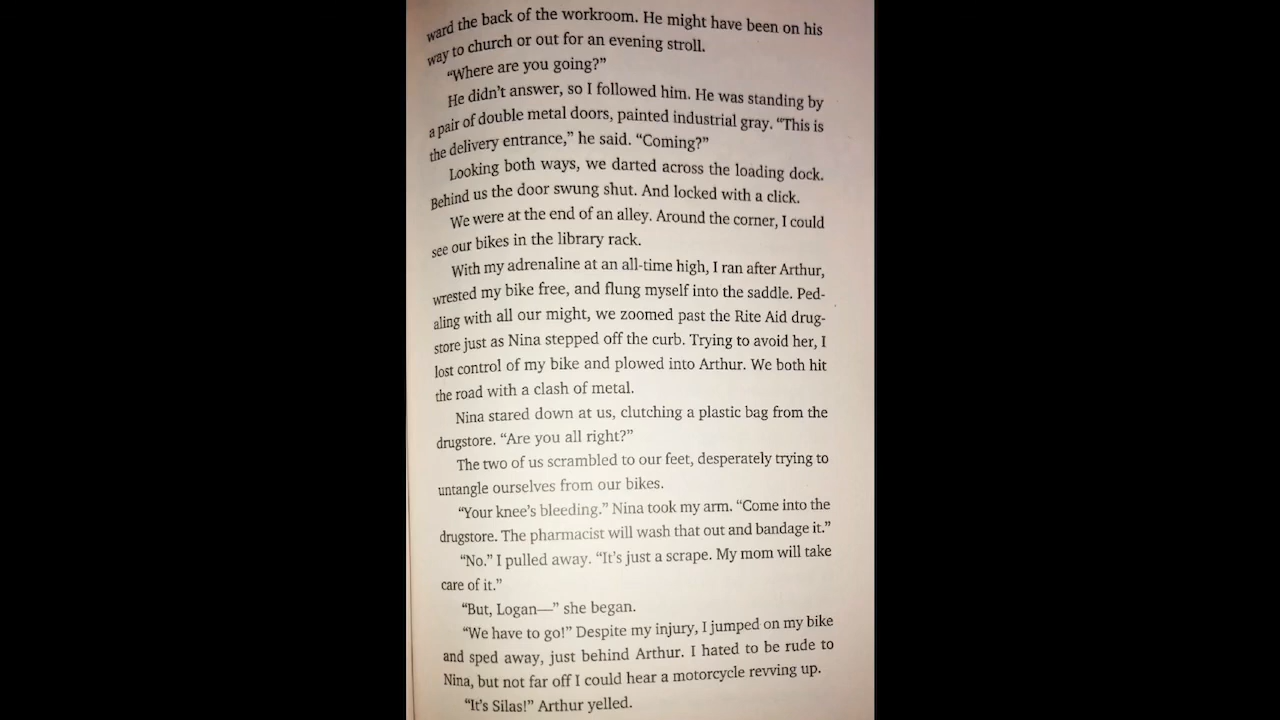 ward the back of the workroom. He might have been on his
way to church or out for an evening stroll.
“Where are you going?”
He didn’t answer, so I followed him. He was standing by
a pair of double metal doors, painted industrial gray. “This is
the delivery entrance,” he said. “Coming?”
Looking both ways, we darted across the loading dock.
Behind us the door swung shut. And locked with a click.
We were at the end of an alley. Around the corner, I could
see our bikes in the library rack.
With my adrenaline at an all-time high, I ran after Arthur,
wrested my bike free, and flung myself into the saddle. Ped-
aling with all our might, we zoomed past the Rite Aid drug-
store just as Nina stepped off the curb. Trying to avoid her, I
lost control of my bike and plowed into Arthur. We both hit
the road with a clash of metal.
Nina stared down at us, clutching a plastic bag from the
drugstore. “Are you all right?”
The two of us scrambled to our feet, desperately trying to
untangle ourselves from our bikes.
“Your knee’s bleeding.” Nina took my arm. “Come into the
drugstore. The pharmacist will wash that out and bandage it.”
“No.” I pulled away. “It’s just a scrape. My mom will take
care of it.”
“But, Logan—” she began.
“We have to go!” Despite my injury, I jumped on my bike
and sped away, just behind Arthur. I hated to be rude to
Nina, but not far off I could hear a motorcycle revving up.
“It’s Silas!” Arthur yelled.